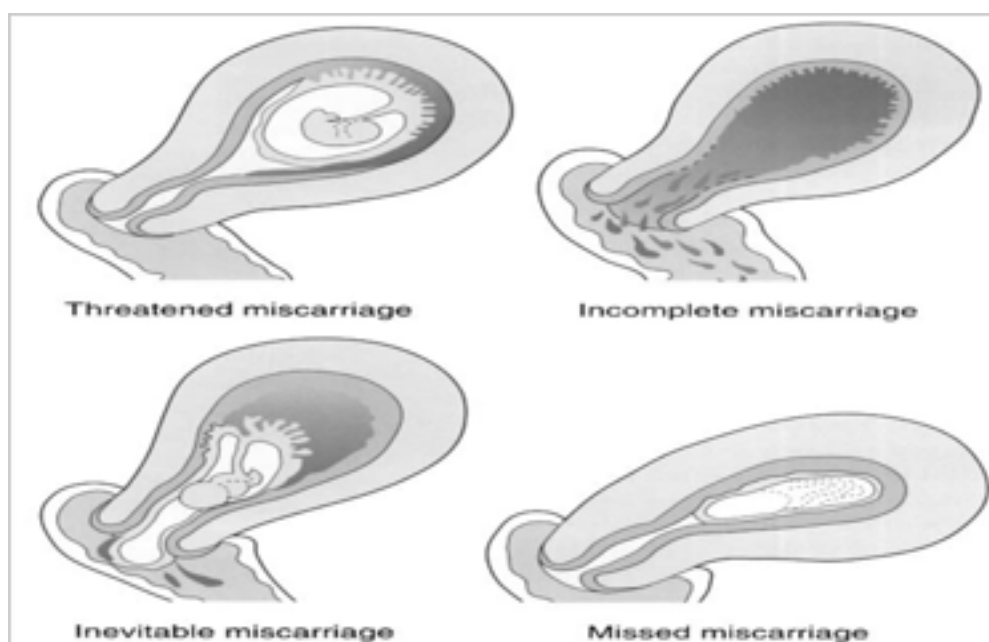 Threatened miscarriage
Incomplete miscarriage
Inevitable miscarriage
Missed miscarriage